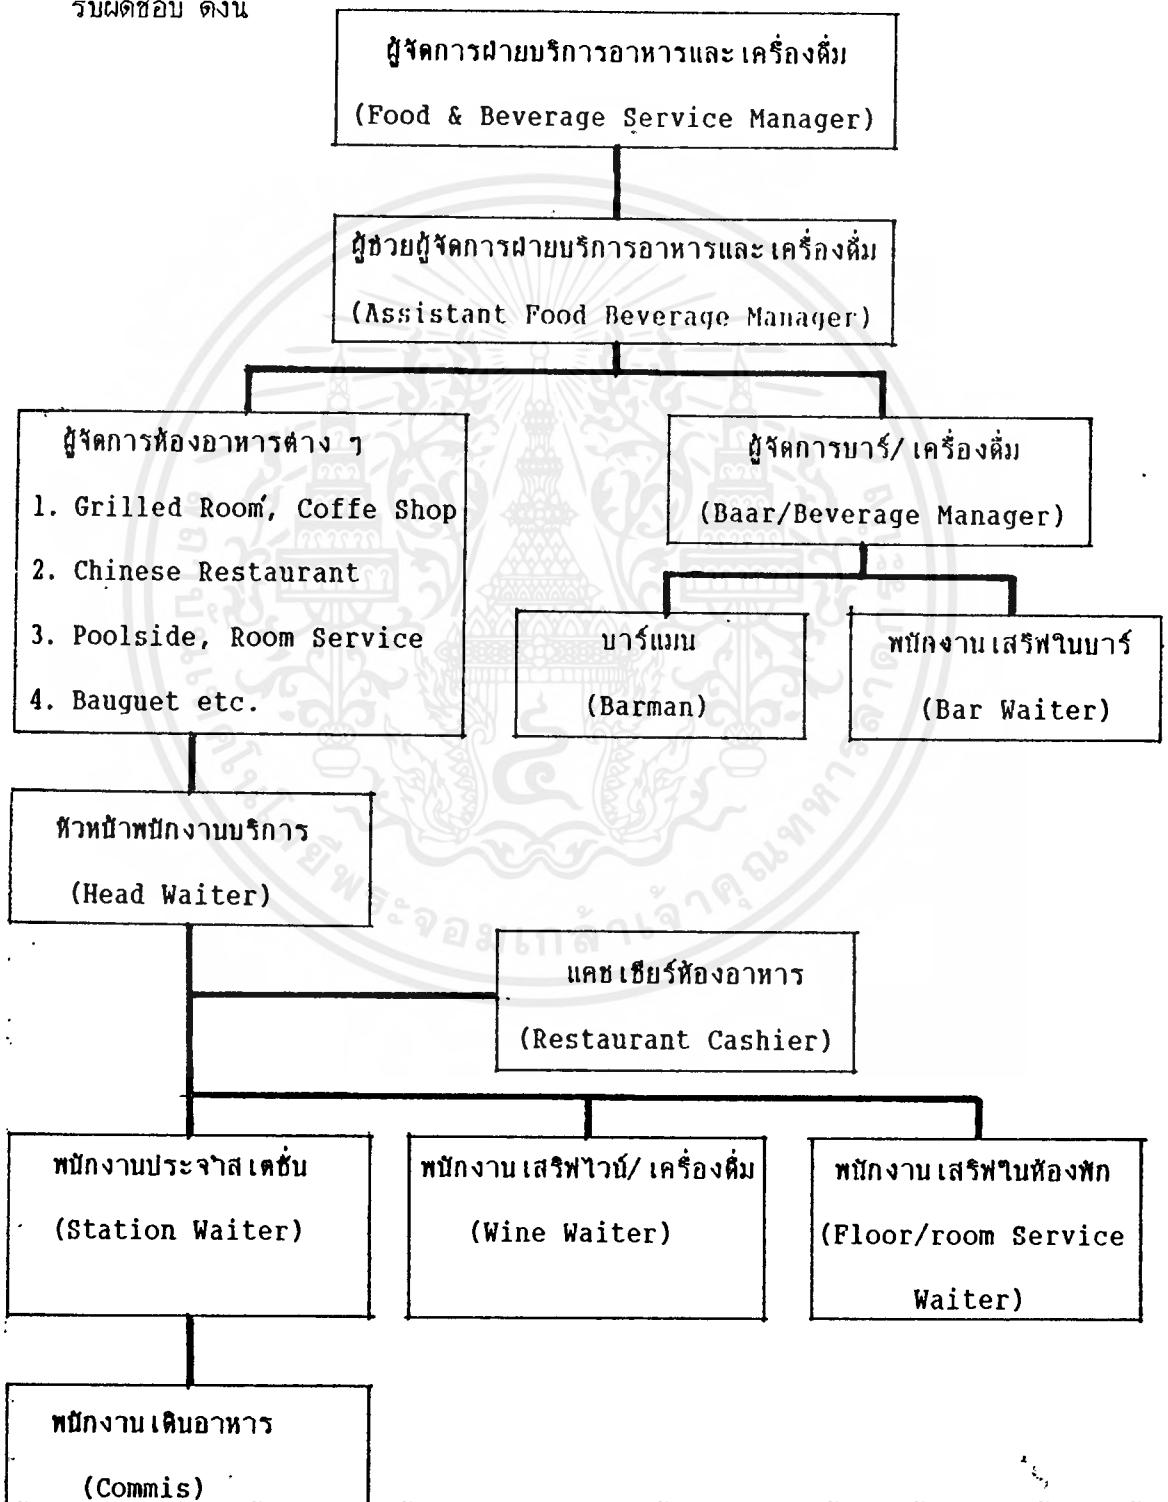 รับผิดชอบ ดังนี้
ผู้จัดการฝ่ายบริการอาหารและเครื่องดื่ม
(Food & Beverage Service Manager)
ผู้ช่วยผู้จัดการฝ่ายบริการอาหารและเครื่องดื่ม
(Assistant Food Beverage Manager)
ผู้จัดการห้องอาหารต่าง ๆ
1. Grilled Room, Coffe Shop
2. Chinese Restaurant
3. Poolside, Room Service
4. Bauguet etc.
ผู้จัดการบาร์/เครื่องดื่ม
(Baar/Beverage Manager)
บาร์แมน
(Barman)
พนักงานเสริฟในบาร์
(Bar Waiter)
หัวหน้าพนักงานบริการ
(Head Waiter)
แคชเชียร์ห้องอาหาร
(Restaurant Cashier)
พนักงานประจำสเตชั่น
(Station Waiter)
พนักงานเสริฟไวน์/เครื่องดื่ม
(Wine Waiter)
พนักงานเสริฟในห้องพัก
(Floor/room Service
Waiter)
พนักงานเดินอาหาร
(Commis)